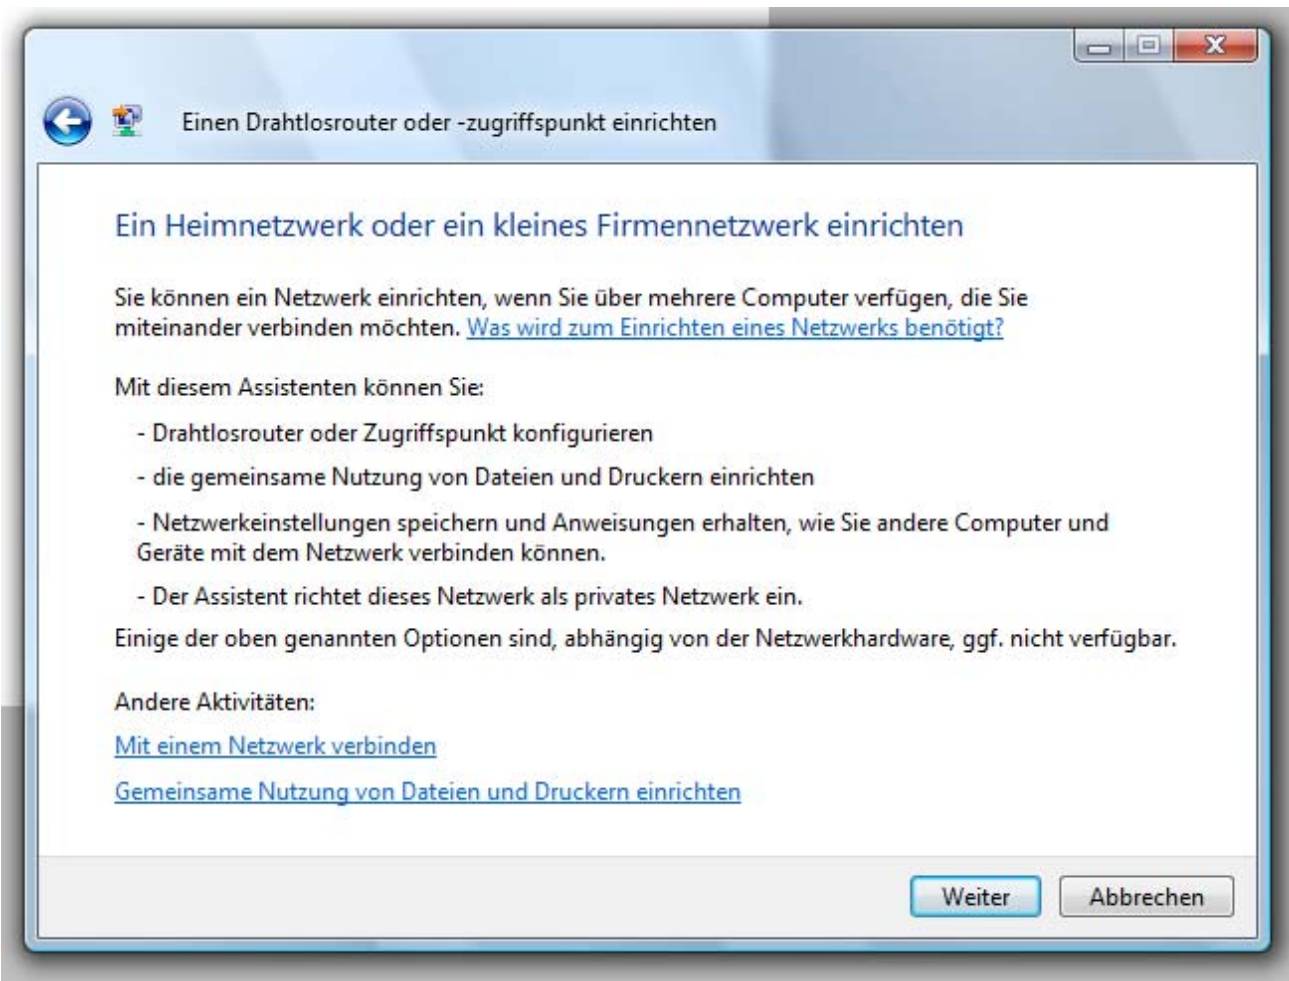 Einen Drahtlosrouter oder -zugriffspunkt einrichten
Ein Heimnetzwerk oder ein kleines Firmennetzwerk einrichten
Sie können ein Netzwerk einrichten, wenn Sie über mehrere Computer verfügen, die Sie
miteinander verbinden möchten. Was wird zum Einrichten eines Netzwerks benötigt?
Mit diesem Assistenten können Sie:
- Drahtlosrouter oder Zugriffspunkt konfigurieren
- die gemeinsame Nutzung von Dateien und Druckern einrichten
- Netzwerkeinstellungen speichern und Anweisungen erhalten, wie Sie andere Computer und
Geräte mit dem Netzwerk verbinden können.
- Der Assistent richtet dieses Netzwerk als privates Netzwerk ein.
Einige der oben genannten Optionen sind, abhängig von der Netzwerkhardware, ggf. nicht verfügbar.
Andere Aktivitäten:
Mit einem Netzwerk verbinden
Gemeinsame Nutzung von Dateien und Druckern einrichten
Weiter Abbrechen